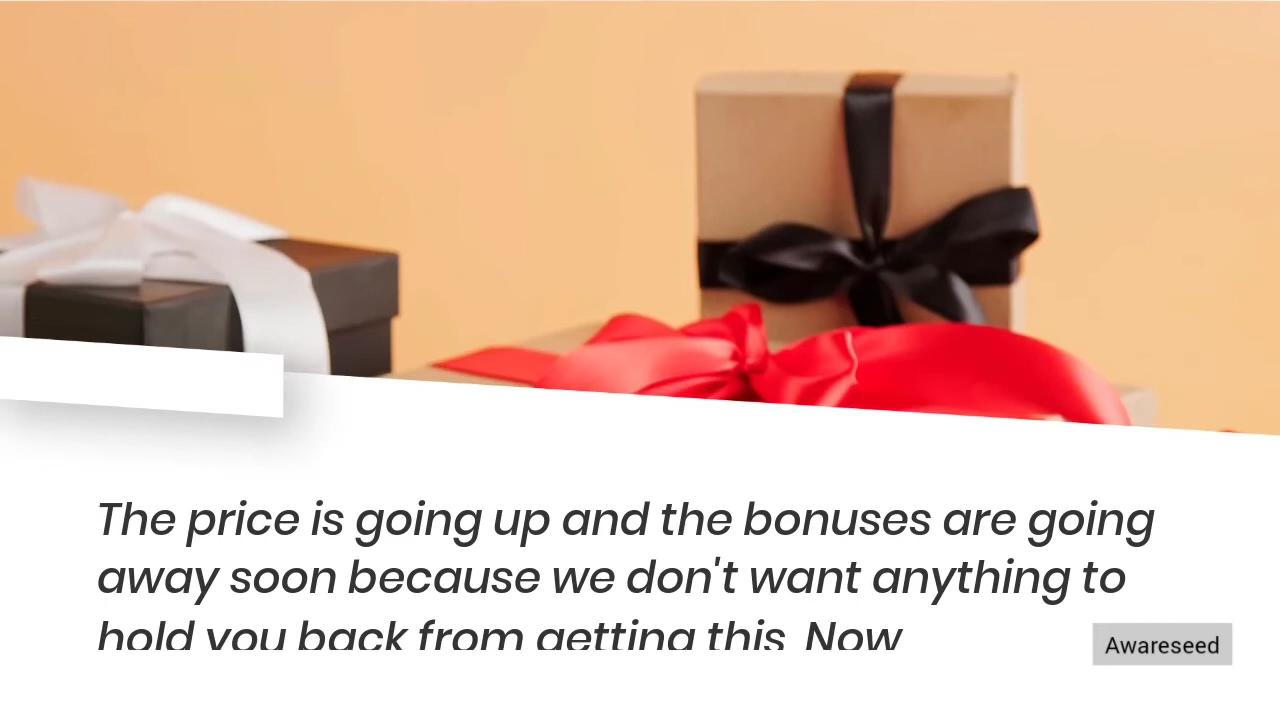 The price is going up and the bonuses are going
away soon because we don't want anything to
hold you back from getting this Now
Awareseed